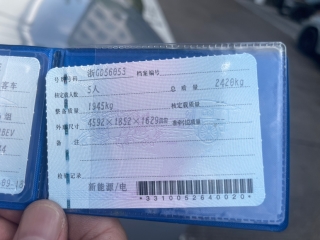 号牌号码 浙GD56053 档案编号
核定载人数 5人 总质量 2420kg
整备质量 1945kg 核定载质量
外廓尺寸 4592×1852×1629mm 准牵引总质量
备注
检验记录
新能源/电
*3310052640020*
客车